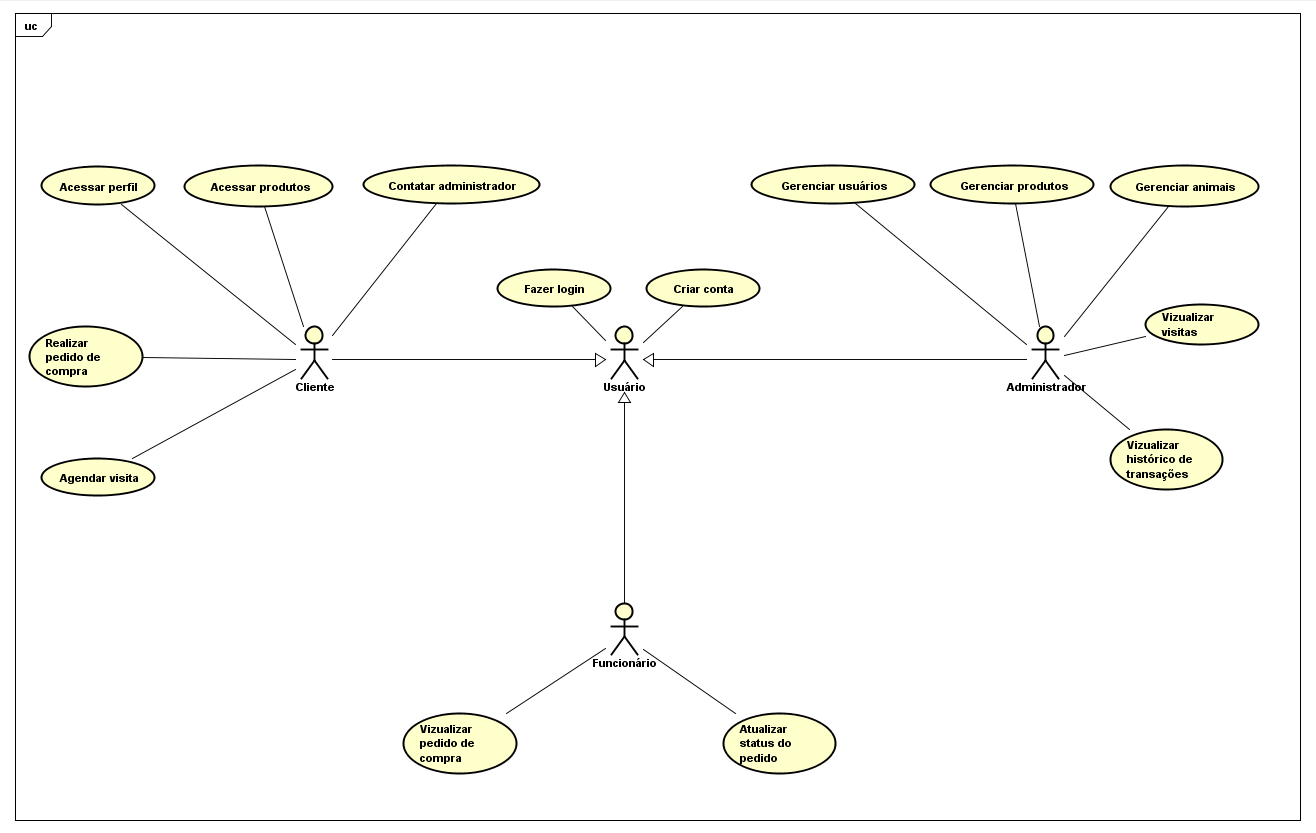 uc
Acessar perfil
Acessar produtos
Contatar administrador
Gerenciar usuários
Gerenciar produtos
Gerenciar animais
Fazer login
Criar conta
Vizualizar
visitas
Realizar
pedido de
compra
Cliente
Usuário
Administrador
Agendar visita
Vizualizar
histórico de
transações
Funcionário
Vizualizar
pedido de
compra
Atualizar
status do
pedido